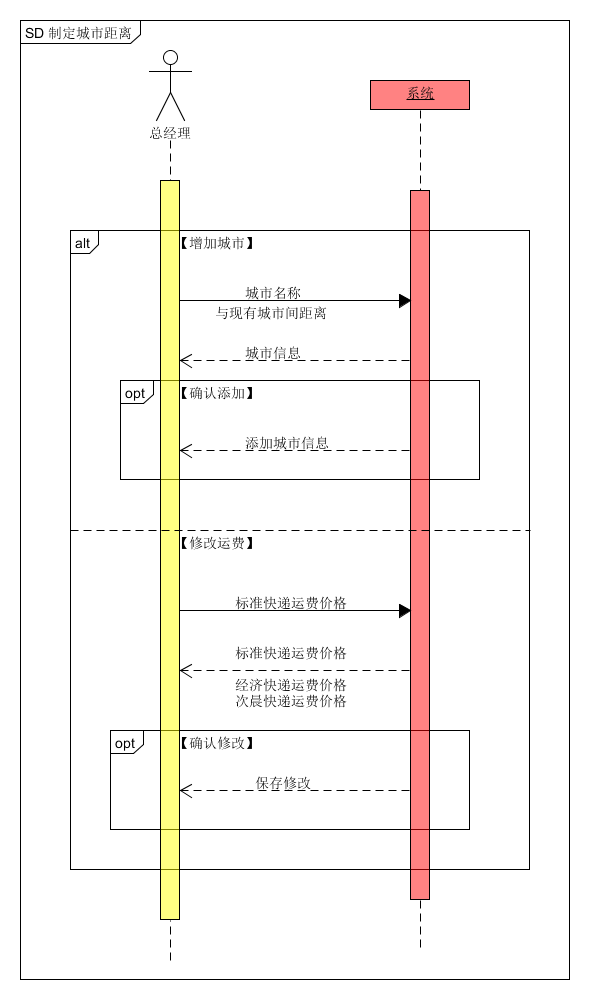 SD 制定城市距离
总经理
系统
alt
【增加城市】
城市名称
与现有城市间距离
城市信息
opt
【确认添加】
添加城市信息
【修改运费】
标准快递运费价格
标准快递运费价格
经济快递运费价格
次晨快递运费价格
opt
【确认修改】
保存修改